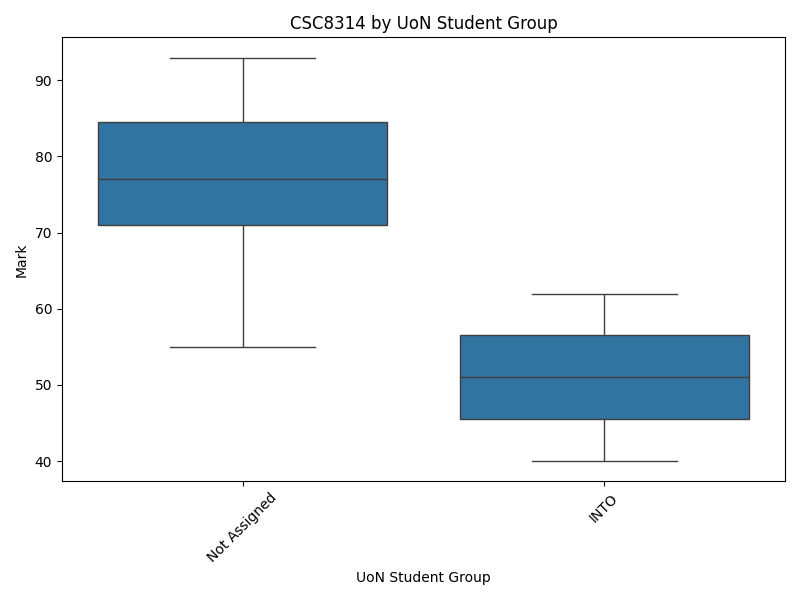 CSC8314 by UoN Student Group
Mark
90
80
70
60
50
40
Not Assigned
INTO
UoN Student Group